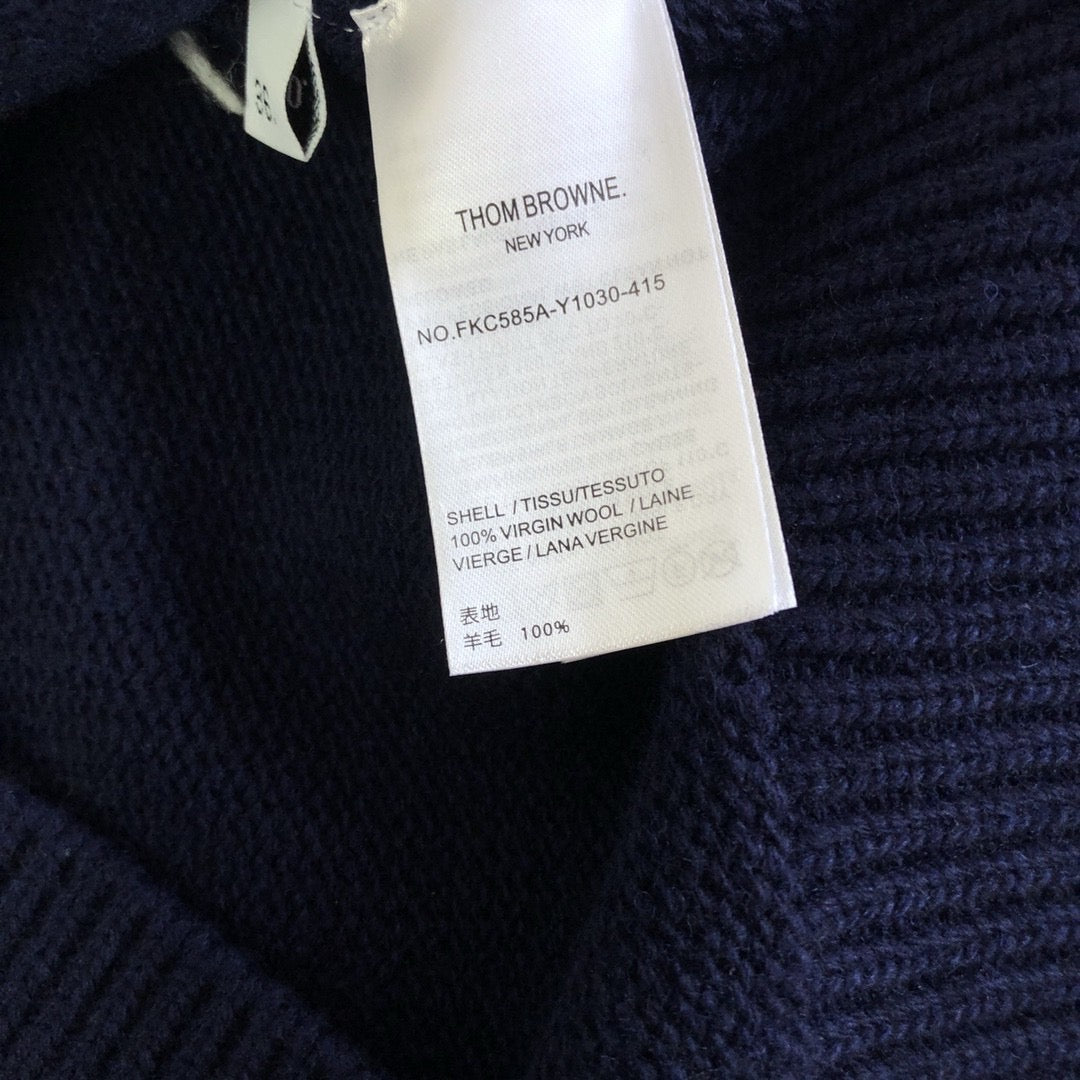 THOM BROWNE.
NEW YORK
NO.FKC585A-Y1030-415
SHELL / TISSU/TESSUTO
100% VIRGIN WOOL / LAINE
VIERGE / LANA VERGINE
表地
羊毛 100%